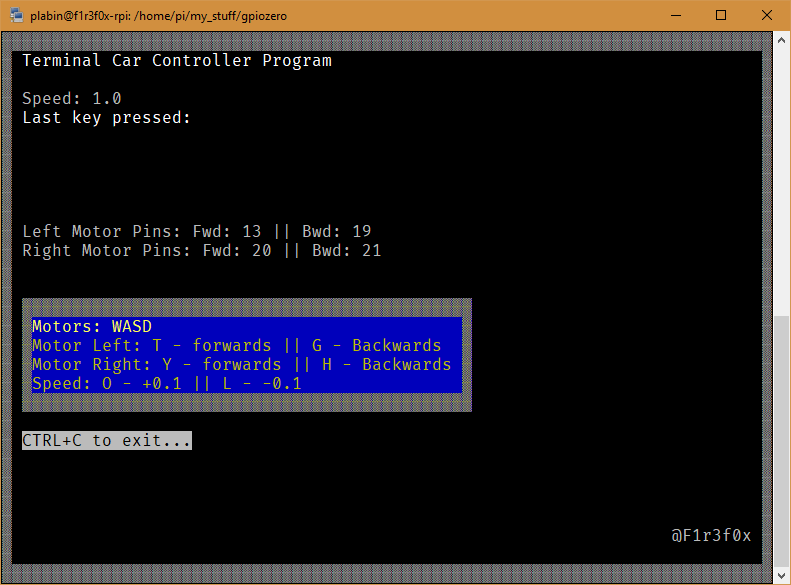 plabin@f1r3f0x-rpi: /home/pi/my_stuff/gpiozero
Terminal Car Controller Program
Speed: 1.0
Last key pressed:
Left Motor Pins: Fwd: 13 || Bwd: 19
Right Motor Pins: Fwd: 20 || Bwd: 21
Motors: WASD
Motor Left: T - forwards || G - Backwards
Motor Right: Y - forwards || H - Backwards
Speed: O - +0.1 || L - -0.1
CTRL+C to exit...
@F1r3f0x